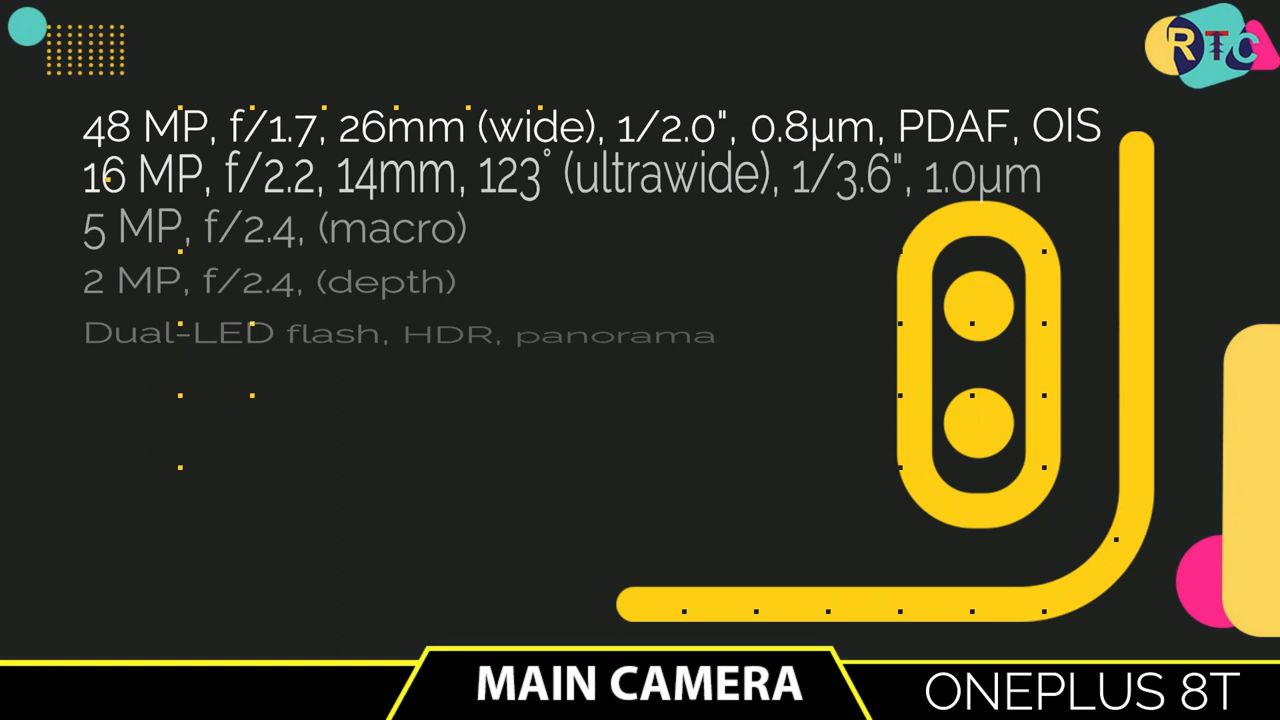 RTC
48 MP, f/1.7, 26mm (wide), 1/2.0", 0.8µm, PDAF, OIS
16 MP, f/2.2, 14mm, 123˚ (ultrawide), 1/3.6", 1.0µm
5 MP, f/2.4, (macro)
2 MP, f/2.4, (depth)
Dual-LED flash, HDR, panorama
MAIN CAMERA
ONEPLUS 8T